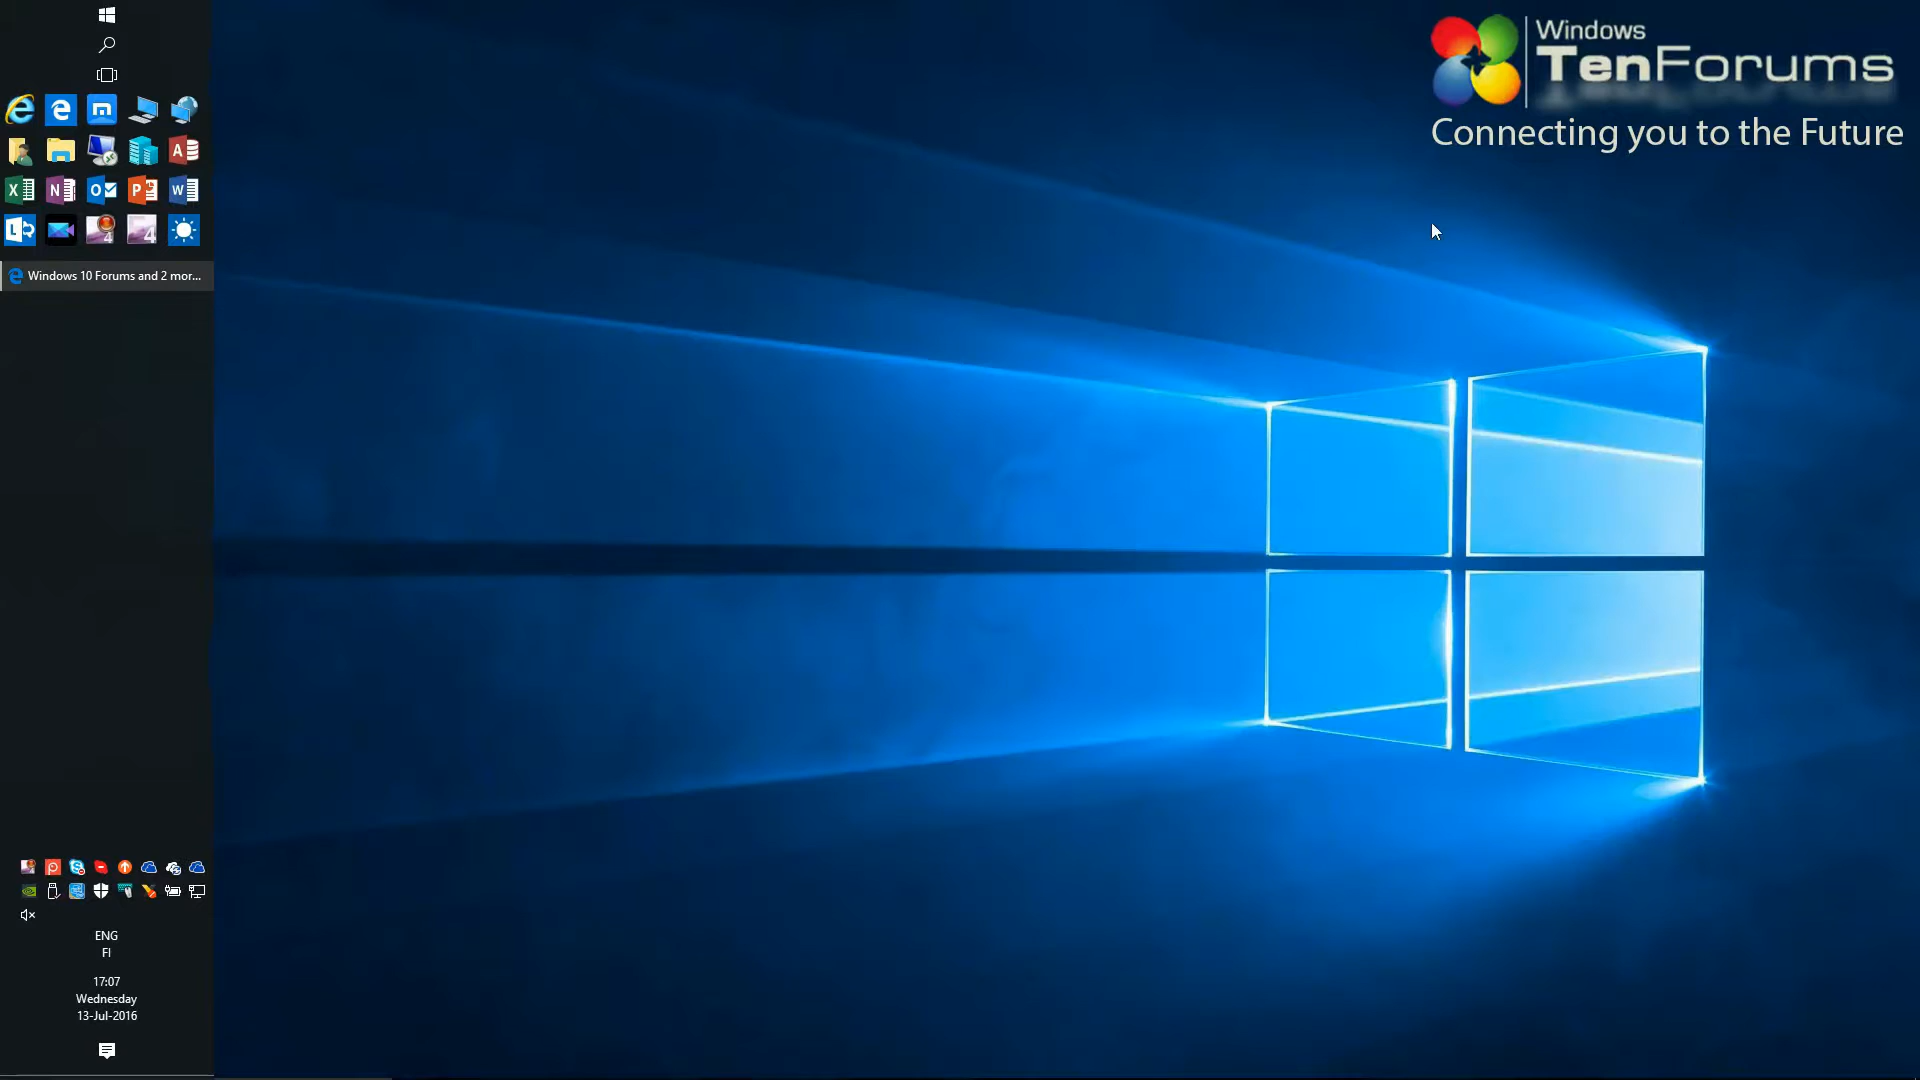 Windows
TenForums
Connecting you to the Future
Windows 10 Forums and 2 mor...
ENG
FI
17:07
Wednesday
13-Jul-2016